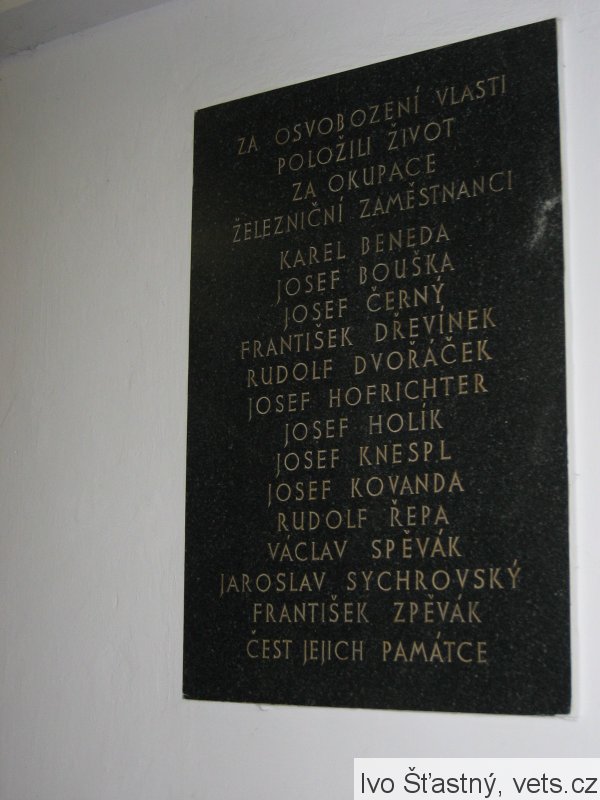 ZA OSVOBOZENÍ VLASTI
POLOŽILI ŽIVOT
ZA OKUPACE
ŽELEZNIČNÍ ZAMĚSTNANCI
KAREL BENEDA
JOSEF BOUŠKA
JOSEF ČERNÝ
FRANTIŠEK DŘEVÍNEK
RUDOLF DVOŘÁČEK
JOSEF HOFRICHTER
JOSEF HOLÍK
JOSEF KNESPL
JOSEF KOVANDA
RUDOLF ŘEPA
VÁCLAV SPĚVÁK
JAROSLAV SYCHROVSKÝ
FRANTIŠEK ZPĚVÁK
ČEST JEJICH PAMÁTCE
Ivo Šťastný, vets.cz